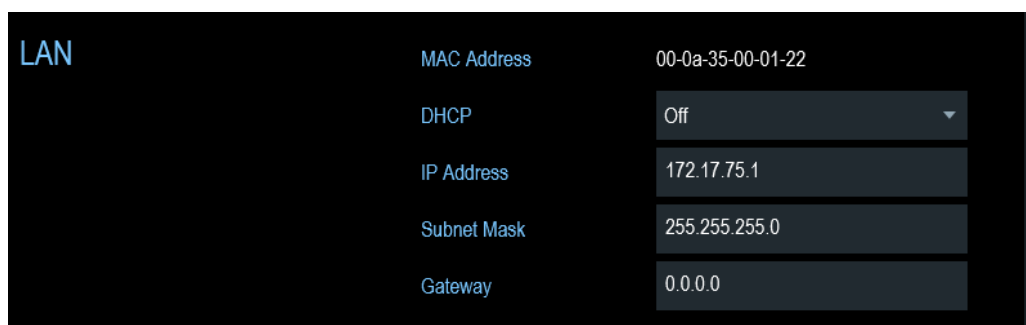 LAN
MAC Address 00-0a-35-00-01-22
DHCP Off
IP Address 172.17.75.1
Subnet Mask 255.255.255.0
Gateway 0.0.0.0